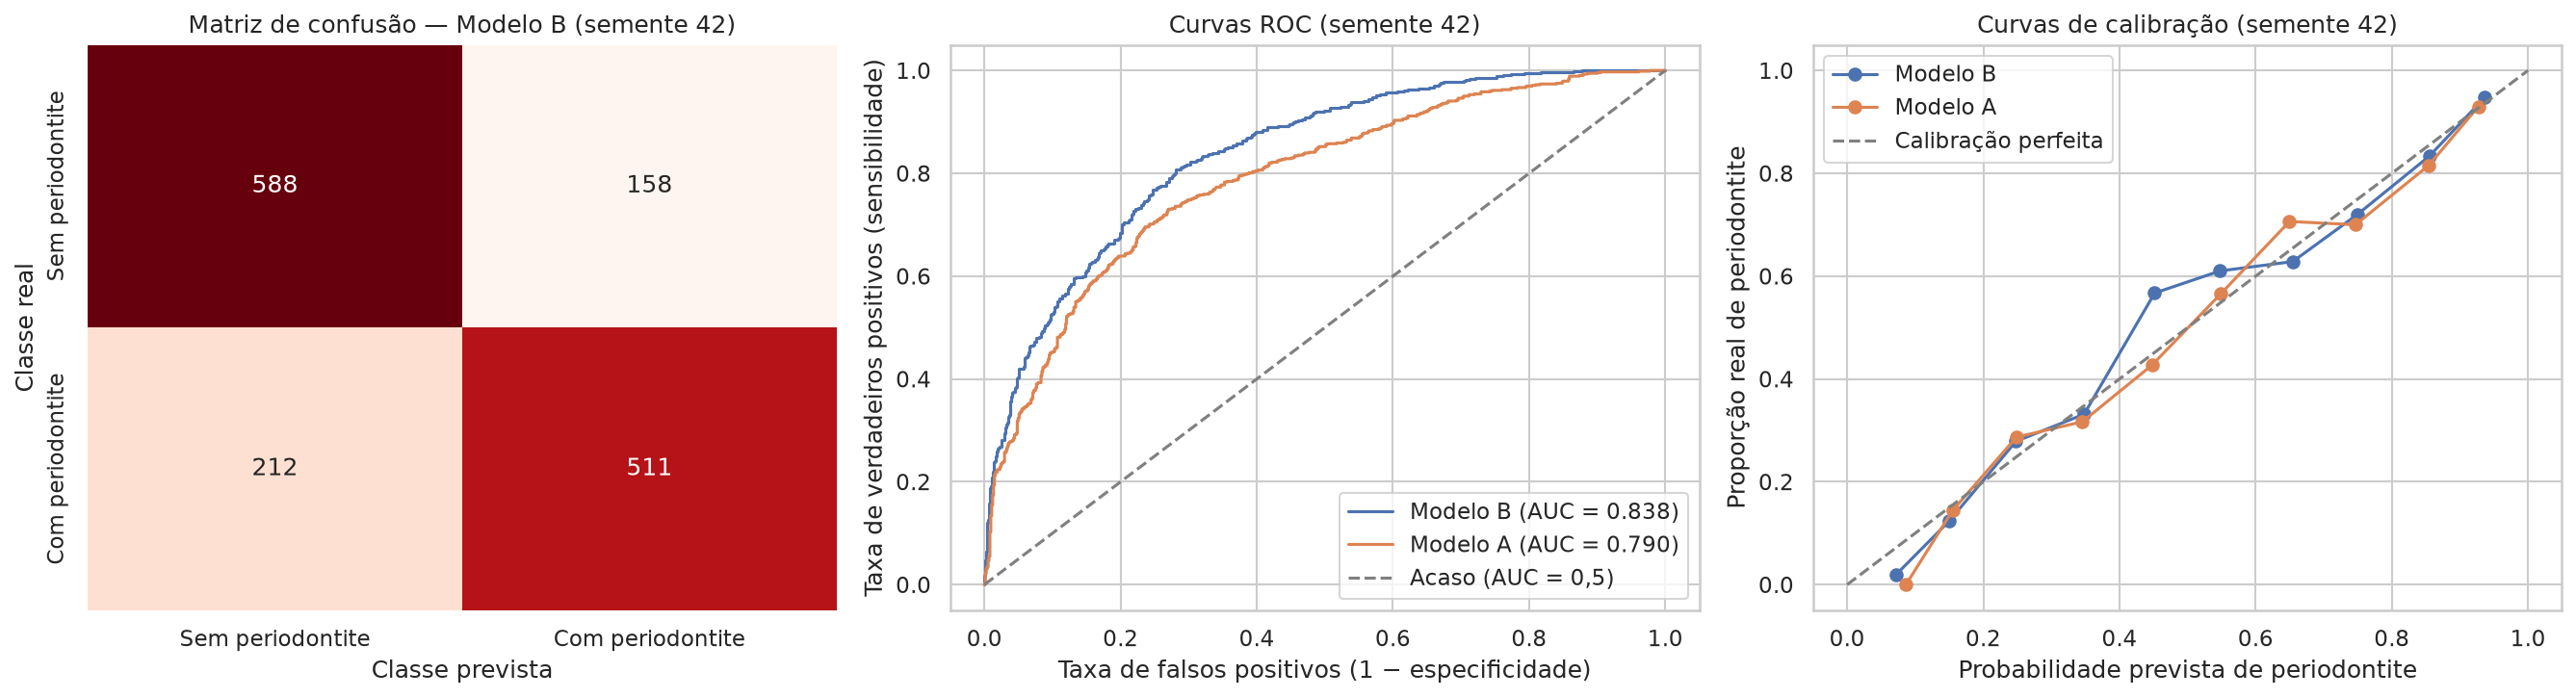 Matriz de confusão — Modelo B (semente 42)
Classe real
Sem periodontite
Com periodontite
588
158
212
511
Sem periodontite
Com periodontite
Classe prevista
Curvas ROC (semente 42)
Taxa de verdadeiros positivos (sensibilidade)
1.0
0.8
0.6
0.4
0.2
0.0
Modelo B (AUC = 0.838)
Modelo A (AUC = 0.790)
Acaso (AUC = 0,5)
0.0
0.2
0.4
0.6
0.8
1.0
Taxa de falsos positivos (1 − especificidade)
Curvas de calibração (semente 42)
Proporção real de periodontite
1.0
0.8
0.6
0.4
0.2
0.0
Modelo B
Modelo A
Calibração perfeita
0.0
0.2
0.4
0.6
0.8
1.0
Probabilidade prevista de periodontite